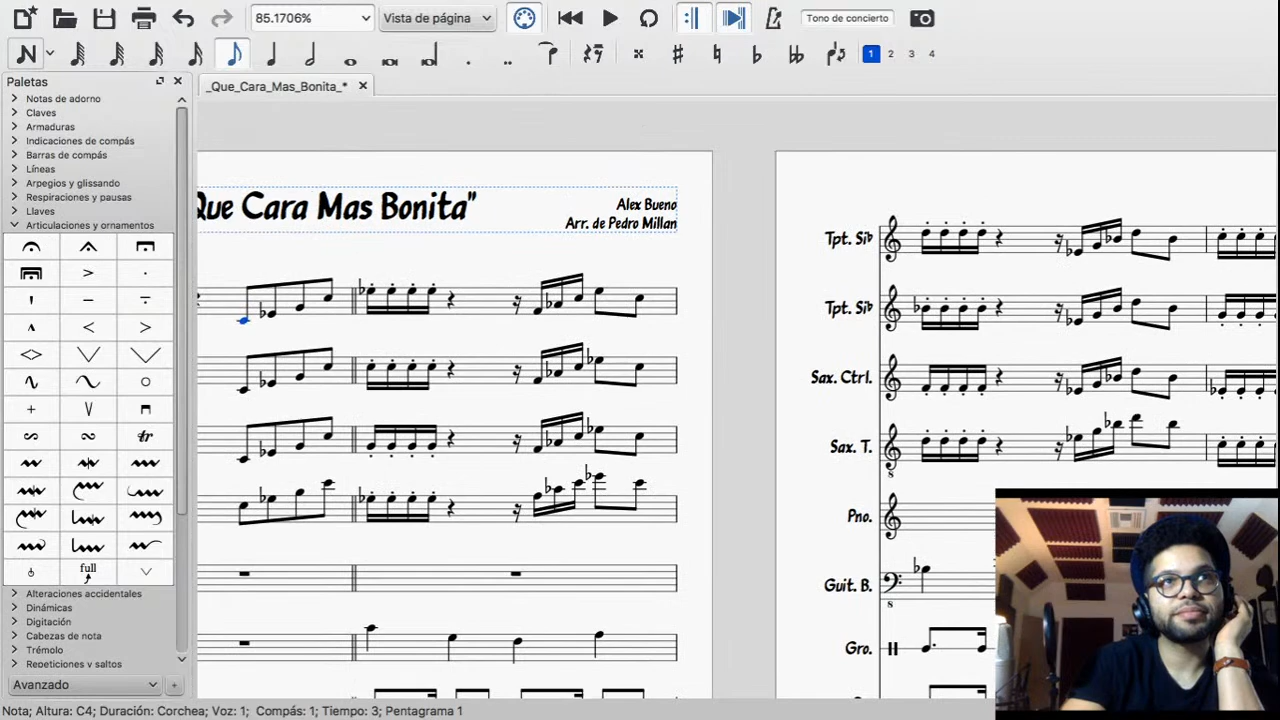 85.1706%
Vista de página
Tono de concierto
1 2 3 4
Paletas
_Que_Cara_Mas_Bonita_*
Notas de adorno
Claves
Armaduras
Indicaciones de compás
Barras de compás
Líneas
Arpegios y glissando
Respiraciones y pausas
Llaves
Articulaciones y ornamentos
tr
full
Alteraciones accidentales
Dinámicas
Digitación
Cabezas de nota
Trémolo
Repeticiones y saltos
Avanzado
Que Cara Mas Bonita"
Alex Bueno
Arr. de Pedro Millan
Tpt. Sib
Tpt. Sib
Sax. Ctrl.
Sax. T.
8
Pno.
Guit. B.
8
Gro.
Nota; Altura: C4; Duración: Corchea; Voz: 1; Compás: 1; Tiempo: 3; Pentagrama 1